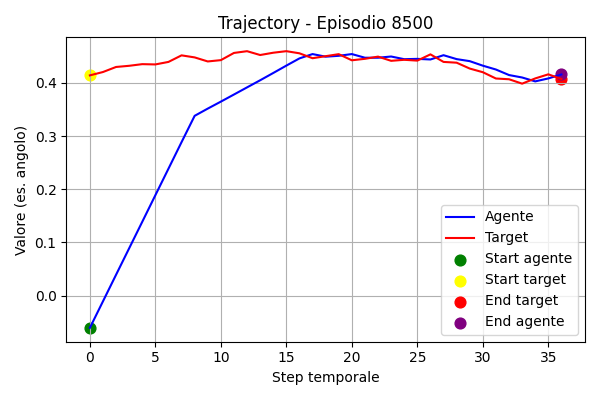 Trajectory - Episodio 8500
Valore (es. angolo)
0.4
0.3
0.2
0.1
0.0
Agente
Target
Start agente
Start target
End target
End agente
0 5 10 15 20 25 30 35
Step temporale